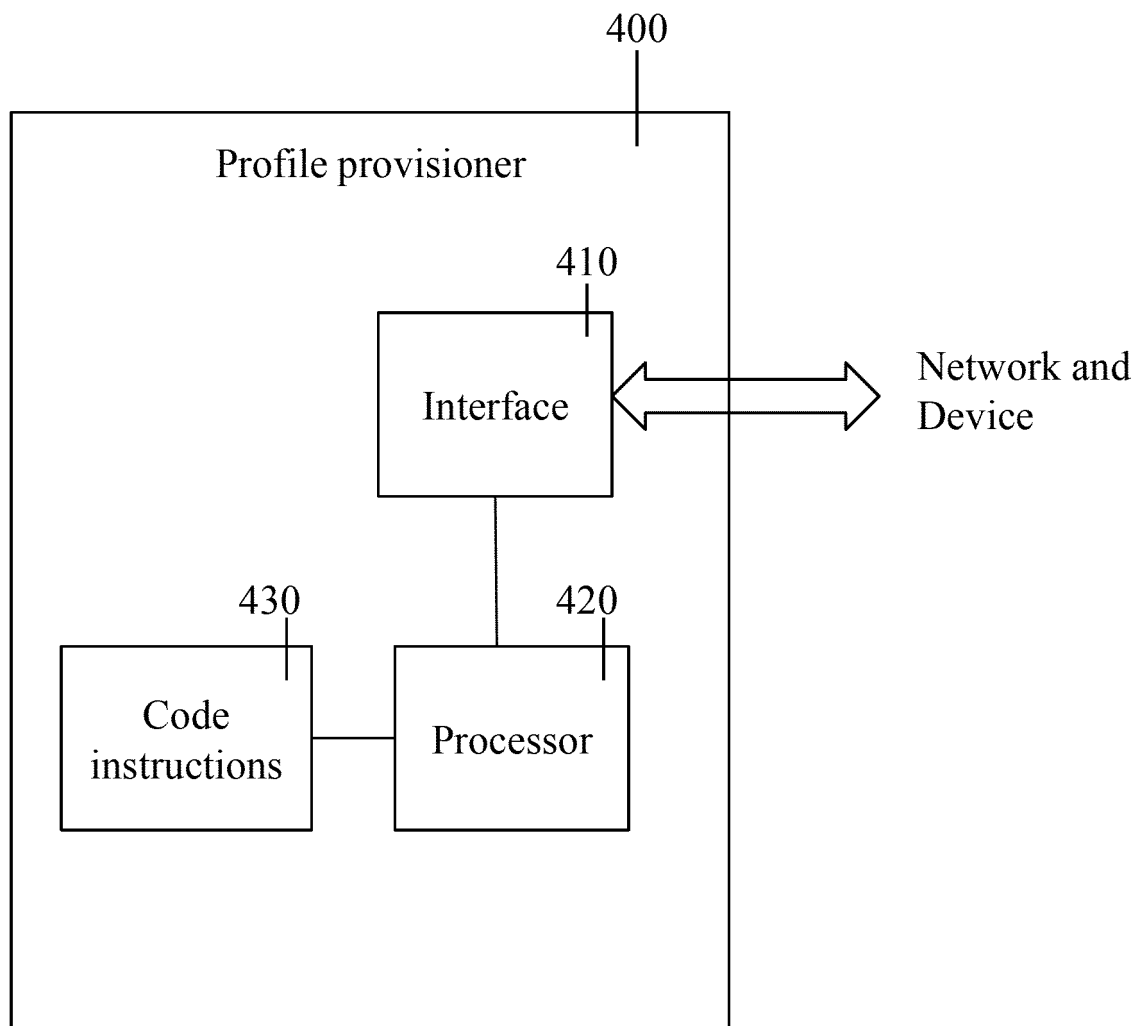 400
Profile provisioner
410
Interface
Network and
Device
430
420
Code
instructions
Processor